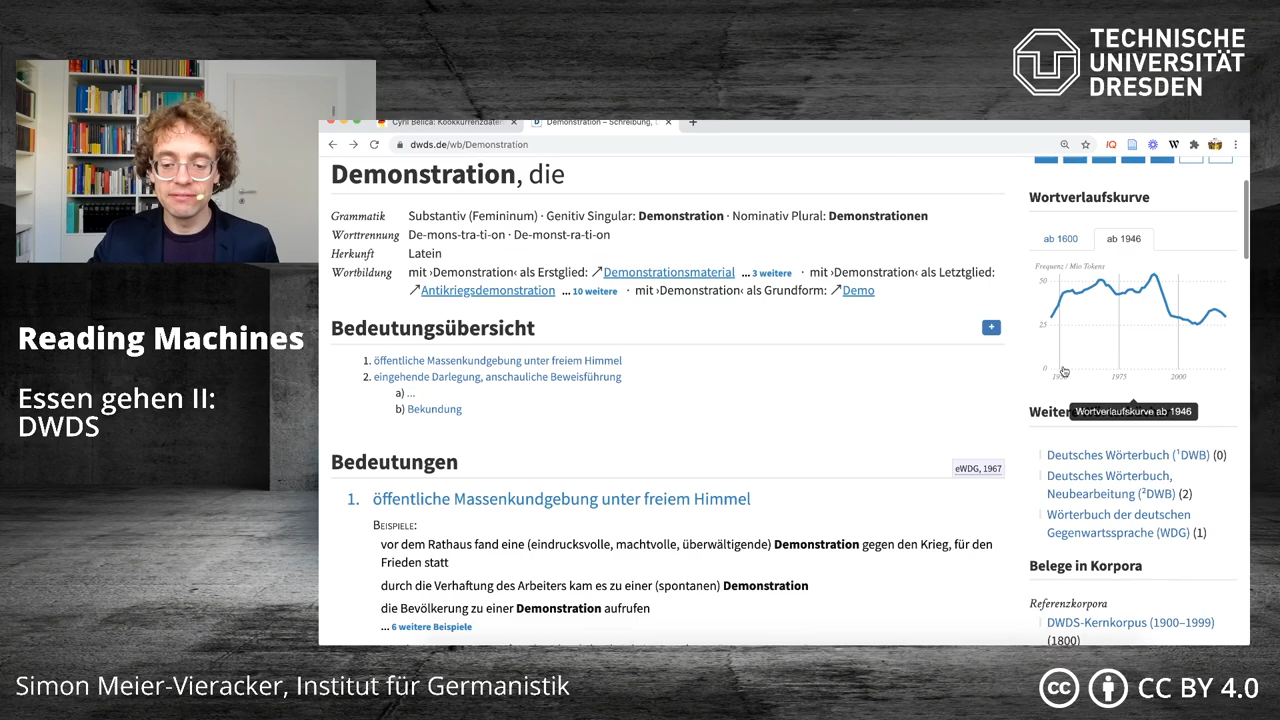 TECHNISCHE
UNIVERSITÄT
DRESDEN
Reading Machines
Essen gehen II:
DWDS
Cyril Belica: Kookkurrenzdate
Demonstration – Schreibung,
dwds.de/wb/Demonstration
Demonstration, die
Grammatik Substantiv (Femininum) · Genitiv Singular: Demonstration · Nominativ Plural: Demonstrationen
Worttrennung De-mons-tra-ti-on · De-monst-ra-ti-on
Herkunft Latein
Wortbildung mit ›Demonstration‹ als Erstglied: ↗Demonstrationsmaterial ... 3 weitere · mit ›Demonstration‹ als Letztglied:
↗Antikriegsdemonstration ... 10 weitere · mit ›Demonstration‹ als Grundform: ↗Demo
Bedeutungsübersicht
+
1. öffentliche Massenkundgebung unter freiem Himmel
2. eingehende Darlegung, anschauliche Beweisführung
a) ...
b) Bekundung
Bedeutungen
eWDG, 1967
1. öffentliche Massenkundgebung unter freiem Himmel
BEISPIELE:
vor dem Rathaus fand eine (eindrucksvolle, machtvolle, überwältigende) Demonstration gegen den Krieg, für den
Frieden statt
durch die Verhaftung des Arbeiters kam es zu einer (spontanen) Demonstration
die Bevölkerung zu einer Demonstration aufrufen
... 6 weitere Beispiele
Wortverlaufskurve
ab 1600
ab 1946
Frequenz / Mio Tokens
50
25
0
1975
2000
Wortverlaufskurve ab 1946
Deutsches Wörterbuch (¹DWB) (0)
Deutsches Wörterbuch,
Neubearbeitung (²DWB) (2)
Wörterbuch der deutschen
Gegenwartssprache (WDG) (1)
Belege in Korpora
Referenzkorpora
DWDS-Kernkorpus (1900–1999)
(1800)
Simon Meier-Vieracker, Institut für Germanistik
cc
CC BY 4.0